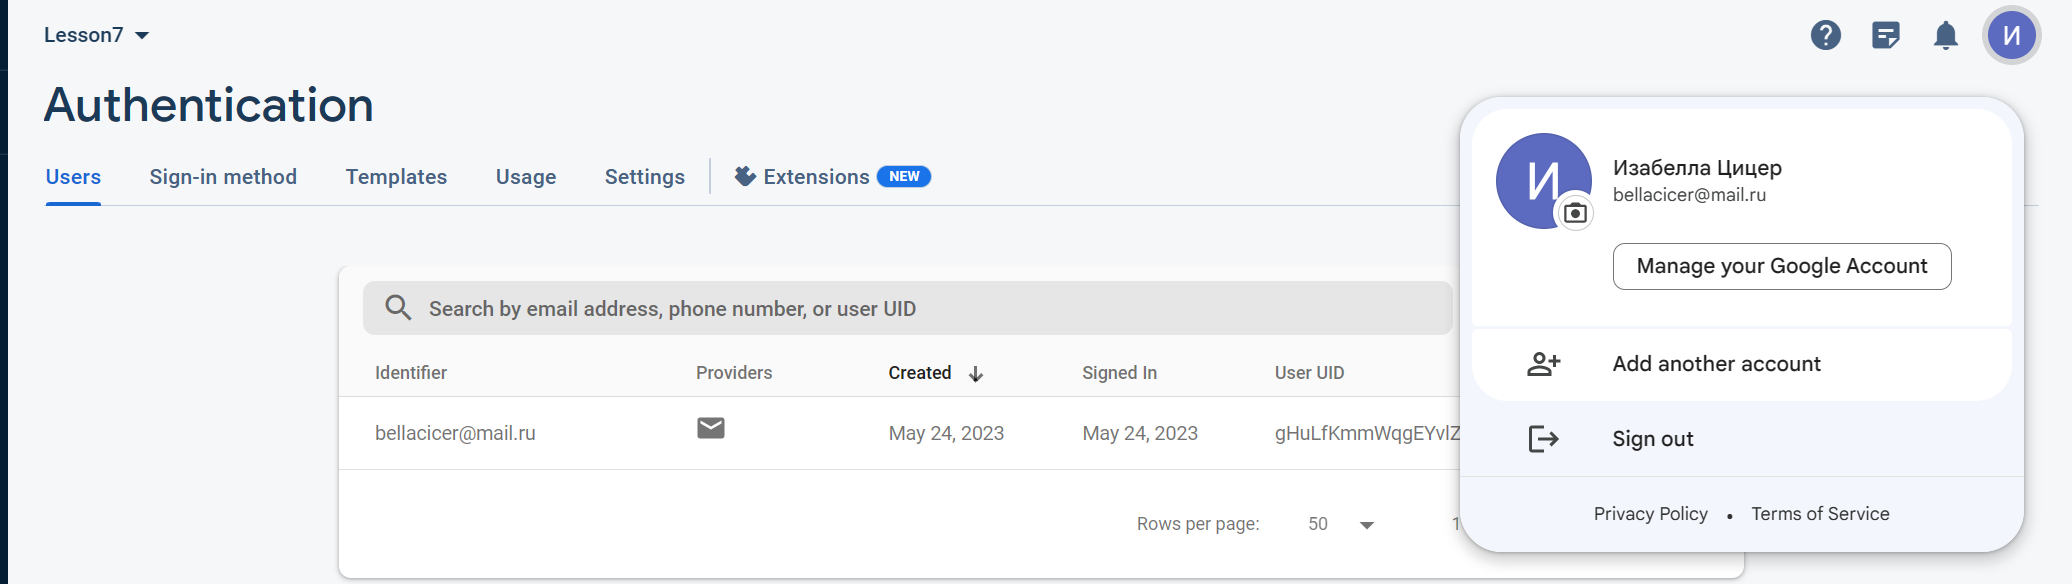 Lesson7
И
Authentication
Users Sign-in method Templates Usage Settings Extensions NEW
И
Изабелла Цицер
bellacicer@mail.ru
Manage your Google Account
Search by email address, phone number, or user UID
Identifier Providers Created Signed In User UID
Add another account
bellacicer@mail.ru May 24, 2023 May 24, 2023 gHuLfKmmWqgEYvlZ
Sign out
Rows per page: 50 1
Privacy Policy • Terms of Service